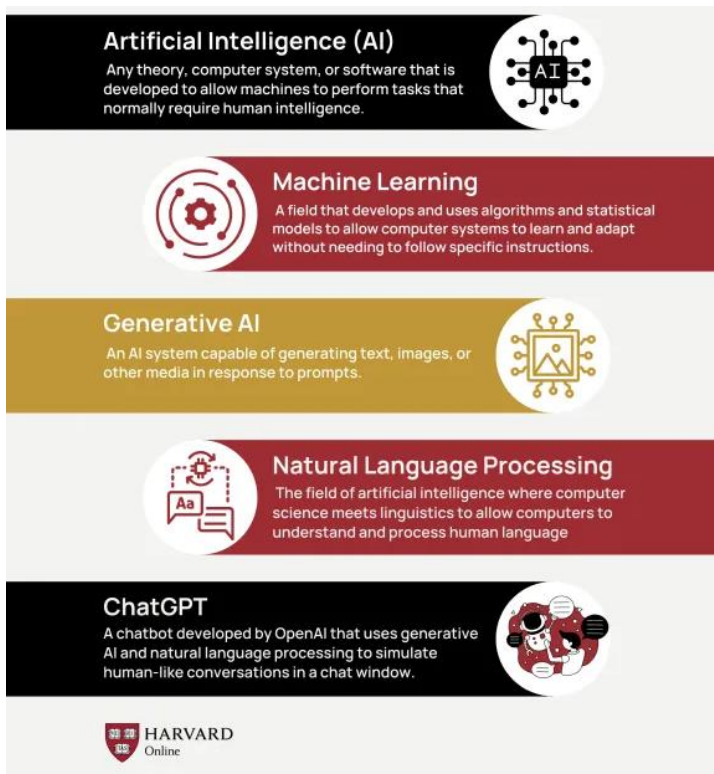 Artificial Intelligence (AI)
Any theory, computer system, or software that is
developed to allow machines to perform tasks that
normally require human intelligence.
AI
Machine Learning
A field that develops and uses algorithms and statistical
models to allow computer systems to learn and adapt
without needing to follow specific instructions.
Generative AI
An AI system capable of generating text, images, or
other media in response to prompts.
Natural Language Processing
The field of artificial intelligence where computer
science meets linguistics to allow computers to
understand and process human language
Aa
ChatGPT
A chatbot developed by OpenAI that uses generative
AI and natural language processing to simulate
human-like conversations in a chat window.
HARVARD
Online